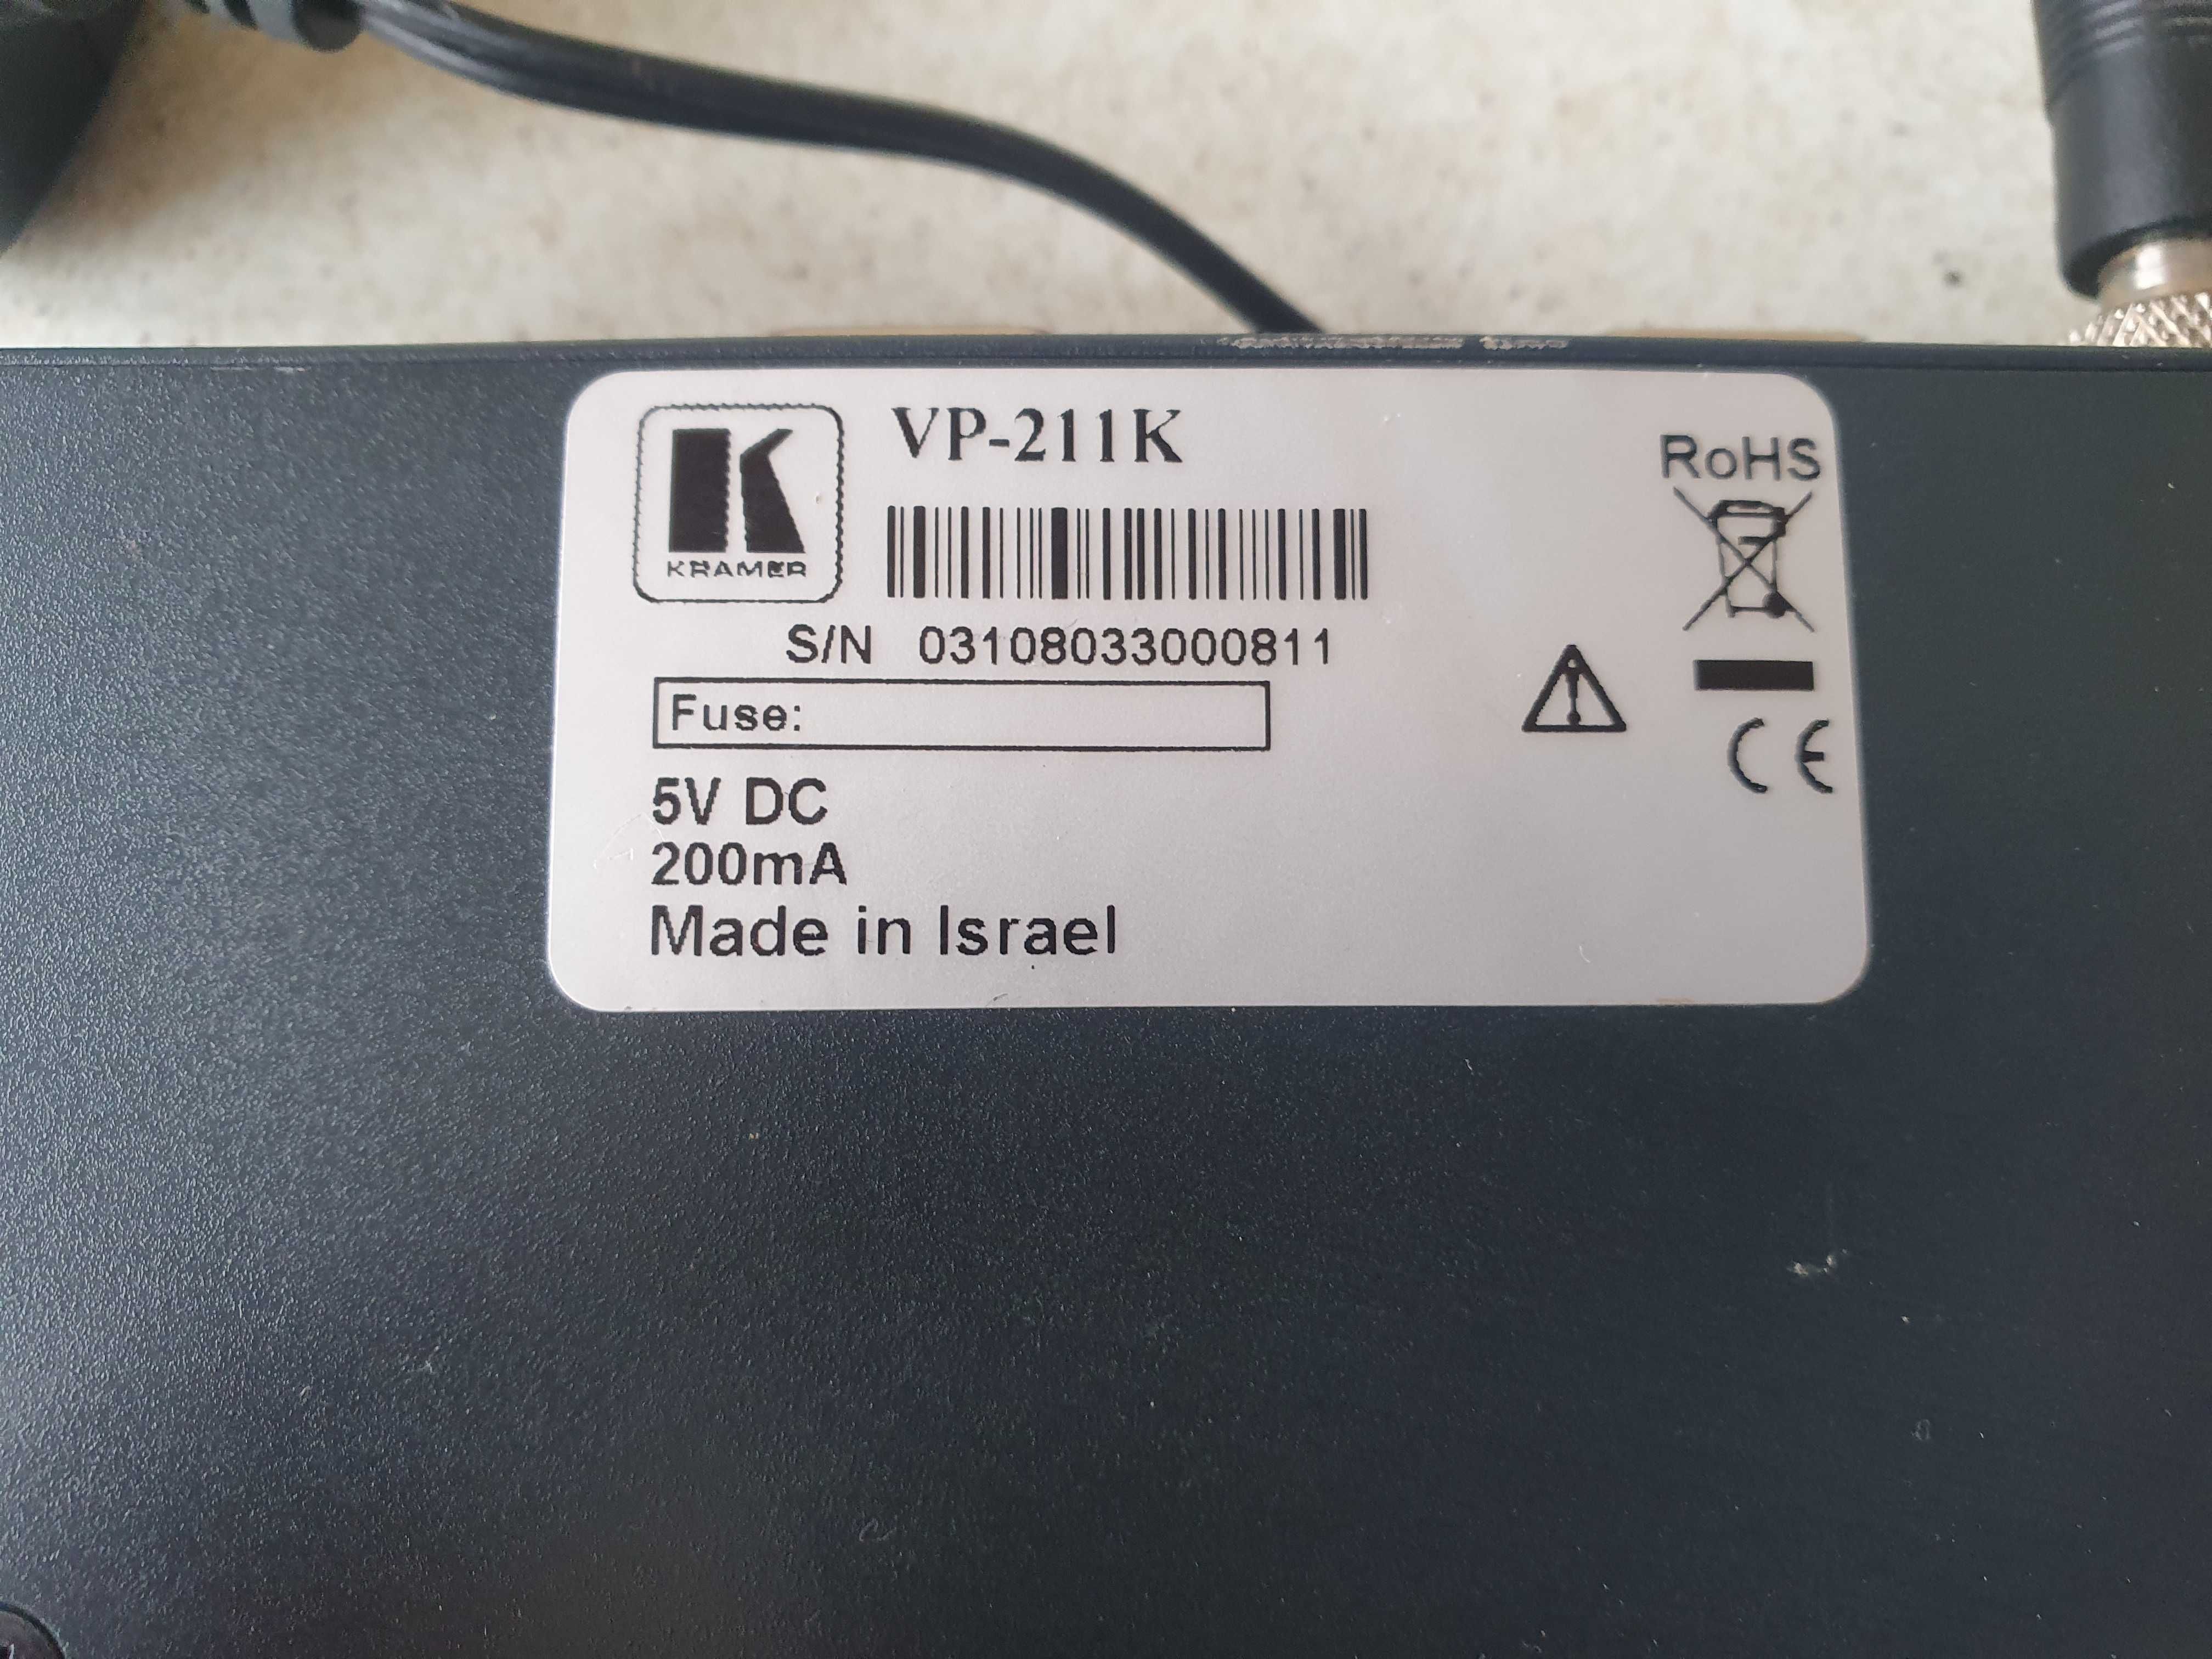 VP-211K
KRAMER
RoHS
S/N 03108033000811
Fuse:
5V DC
200mA
Made in Israel
CE